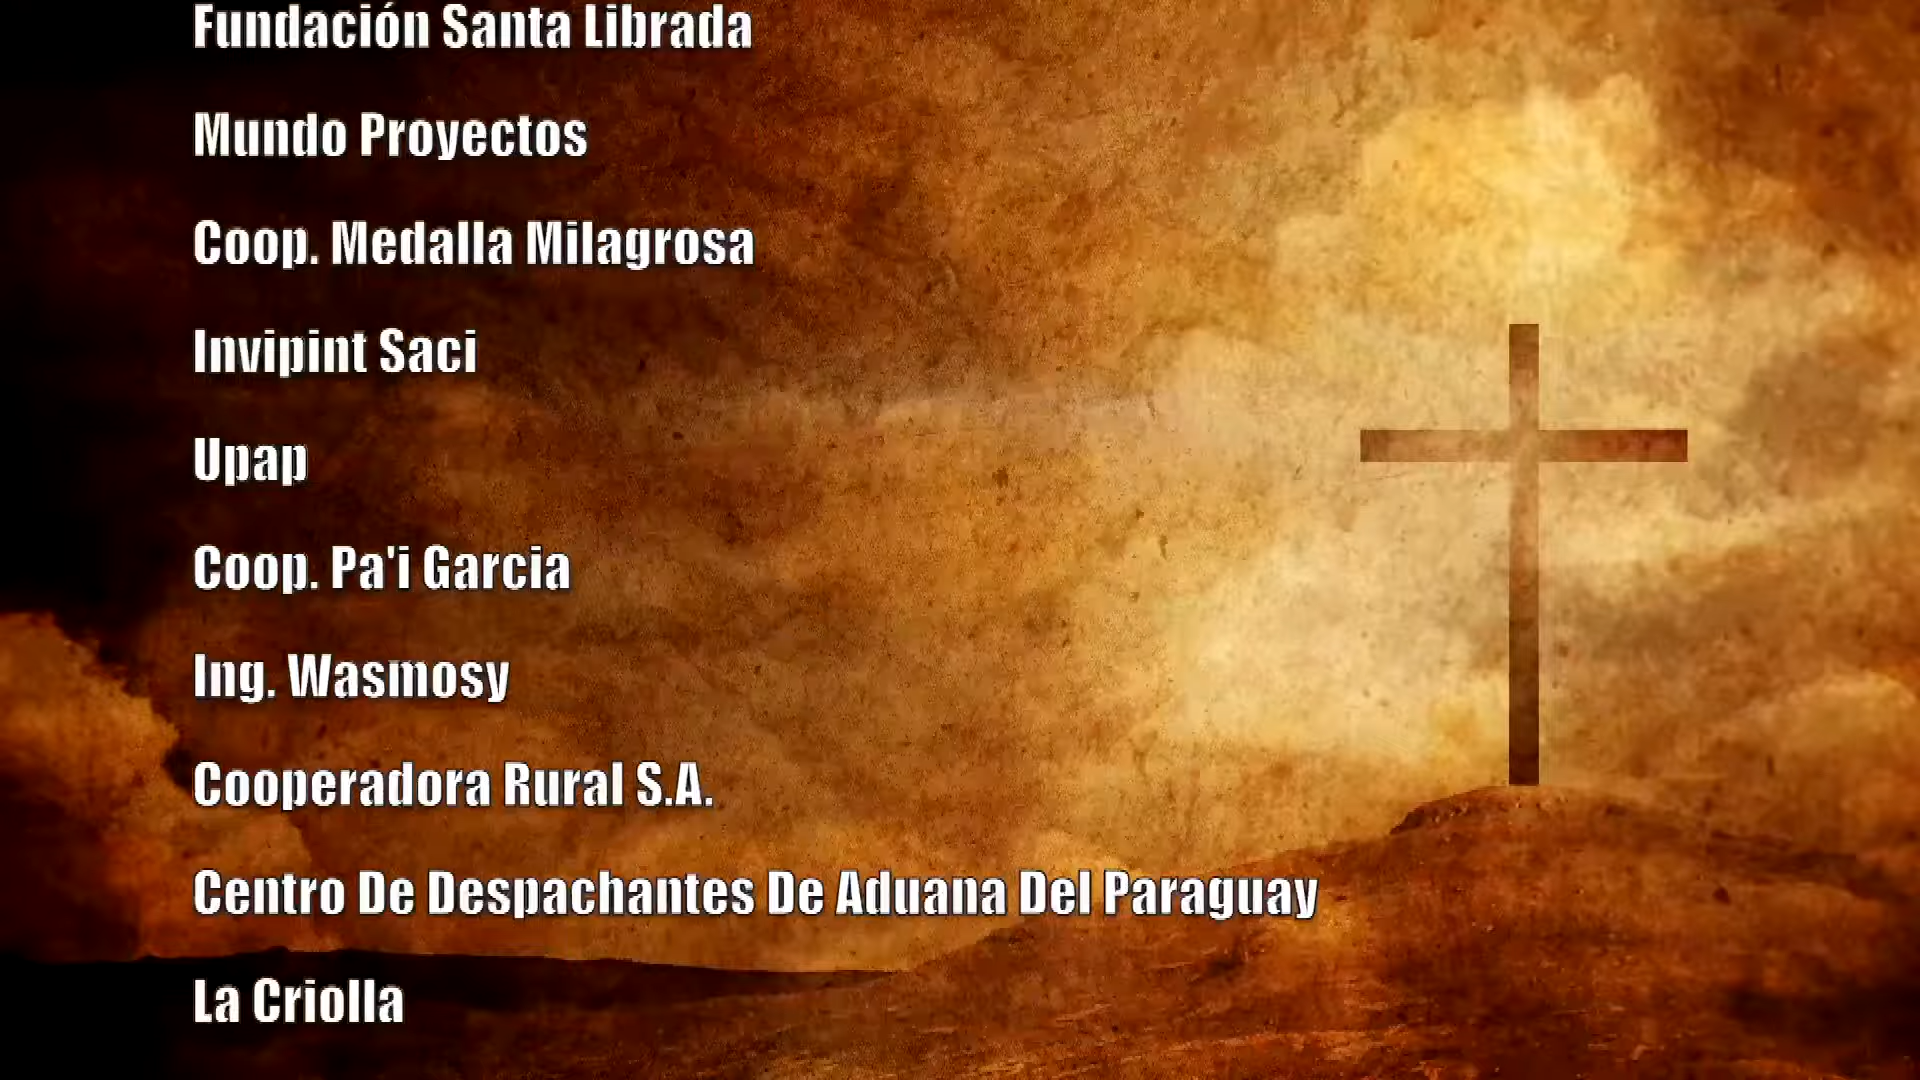 Fundación Santa Librada
Mundo Proyectos
Coop. Medalla Milagrosa
Invipint Saci
Upap
Coop. Pa'i Garcia
Ing. Wasmosy
Cooperadora Rural S.A.
Centro De Despachantes De Aduana Del Paraguay
La Criolla